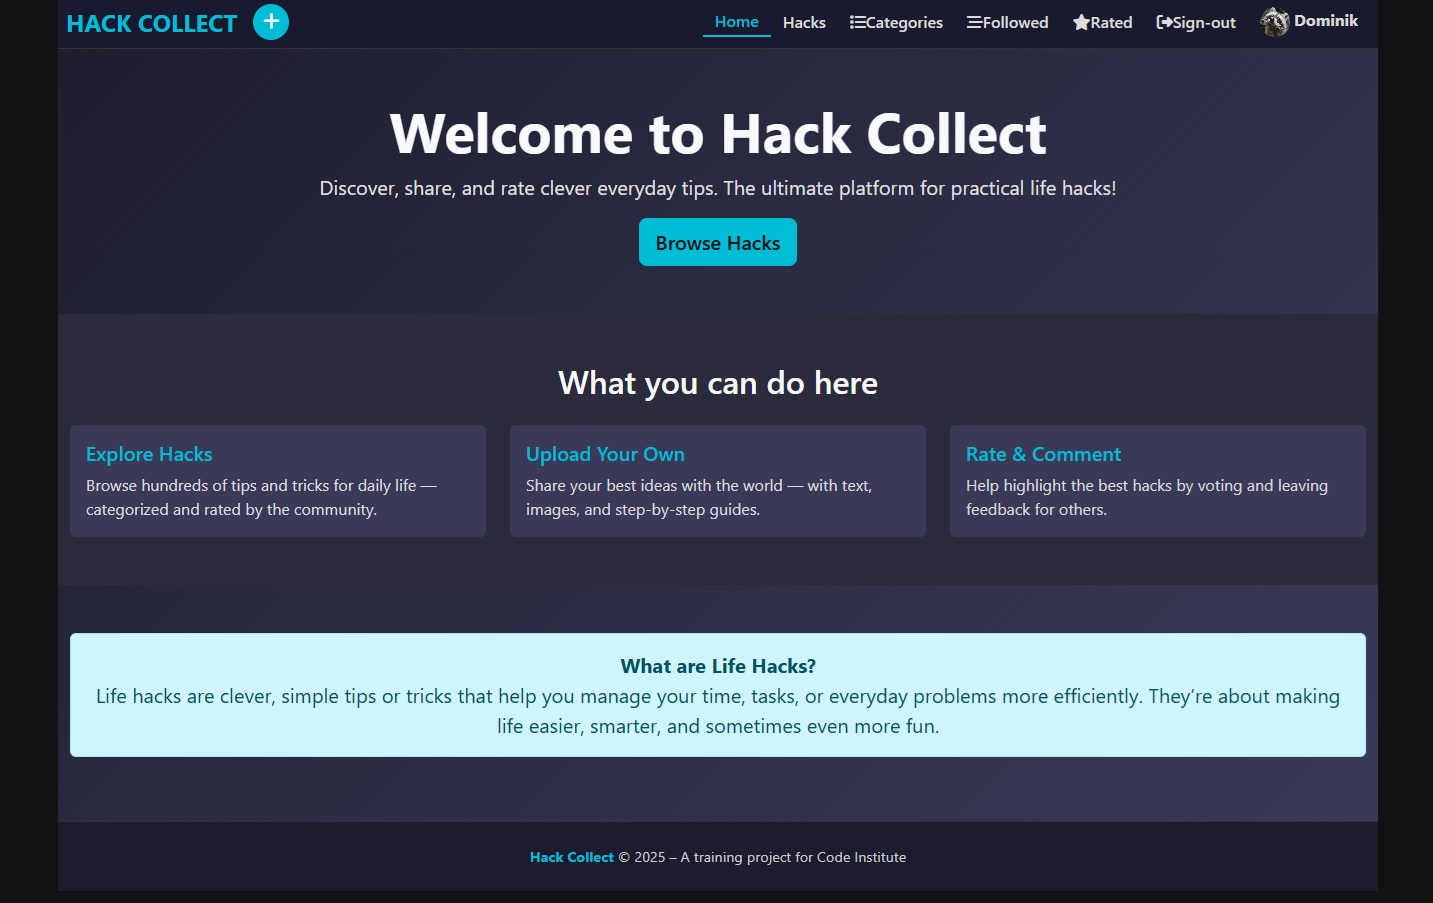 HACK COLLECT +
Home Hacks Categories Followed Rated Sign-out Dominik
Welcome to Hack Collect
Discover, share, and rate clever everyday tips. The ultimate platform for practical life hacks!
Browse Hacks
What you can do here
Explore Hacks
Browse hundreds of tips and tricks for daily life —
categorized and rated by the community.
Upload Your Own
Share your best ideas with the world — with text,
images, and step-by-step guides.
Rate & Comment
Help highlight the best hacks by voting and leaving
feedback for others.
What are Life Hacks?
Life hacks are clever, simple tips or tricks that help you manage your time, tasks, or everyday problems more efficiently. They’re about making
life easier, smarter, and sometimes even more fun.
Hack Collect © 2025 – A training project for Code Institute